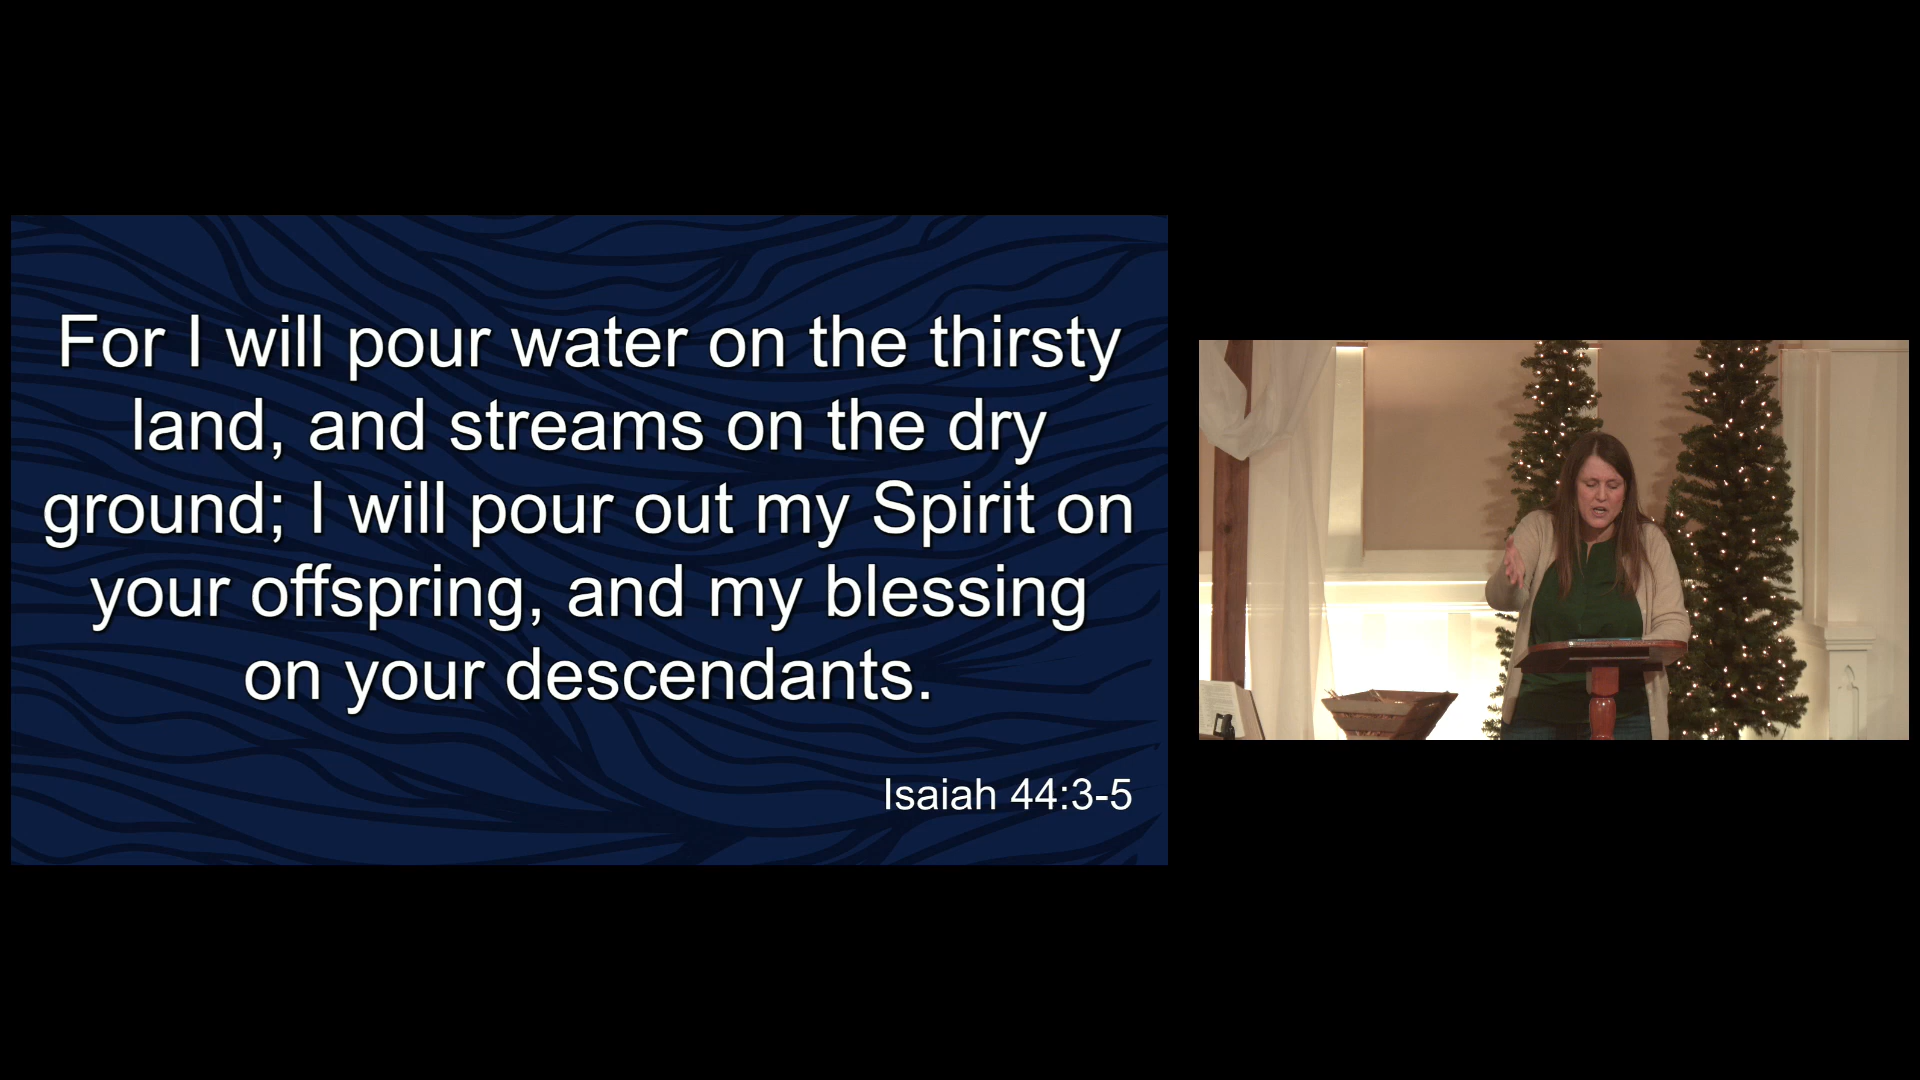 For I will pour water on the thirsty
land, and streams on the dry
ground; I will pour out my Spirit on
your offspring, and my blessing
on your descendants.
Isaiah 44:3-5